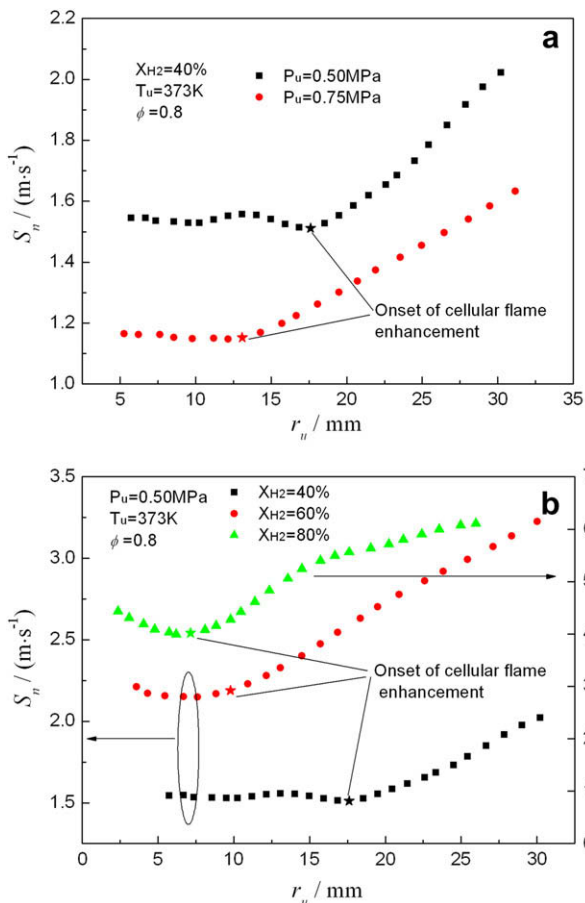 a
X_H2=40%
T_u=373K
ϕ=0.8
P_u=0.50MPa
P_u=0.75MPa
2.2
2.0
1.8
1.6
1.4
1.2
1.0
S_n / (m·s⁻¹)
Onset of cellular flame
enhancement
5 10 15 20 25 30 35
r_u / mm
b
P_u=0.50MPa
T_u=373K
ϕ=0.8
X_H2=40%
X_H2=60%
X_H2=80%
3.5
3.0
2.5
2.0
1.5
S_n / (m·s⁻¹)
Onset of cellular flame
enhancement
5
3
2
1
0 5 10 15 20 25 30
r_u / mm